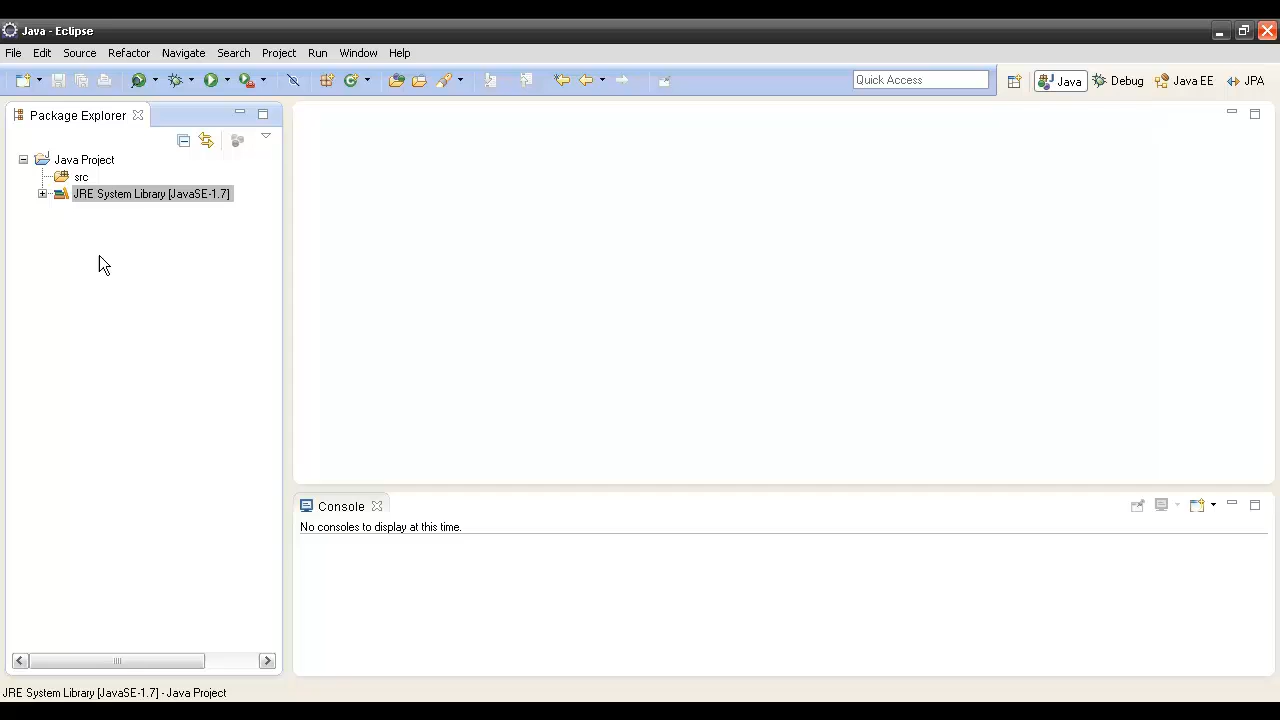 Java - Eclipse
File Edit Source Refactor Navigate Search Project Run Window Help
Quick Access Java Debug Java EE JPA
Package Explorer
Java Project
src
JRE System Library [JavaSE-1.7]
Console
No consoles to display at this time.
JRE System Library [JavaSE-1.7] - Java Project